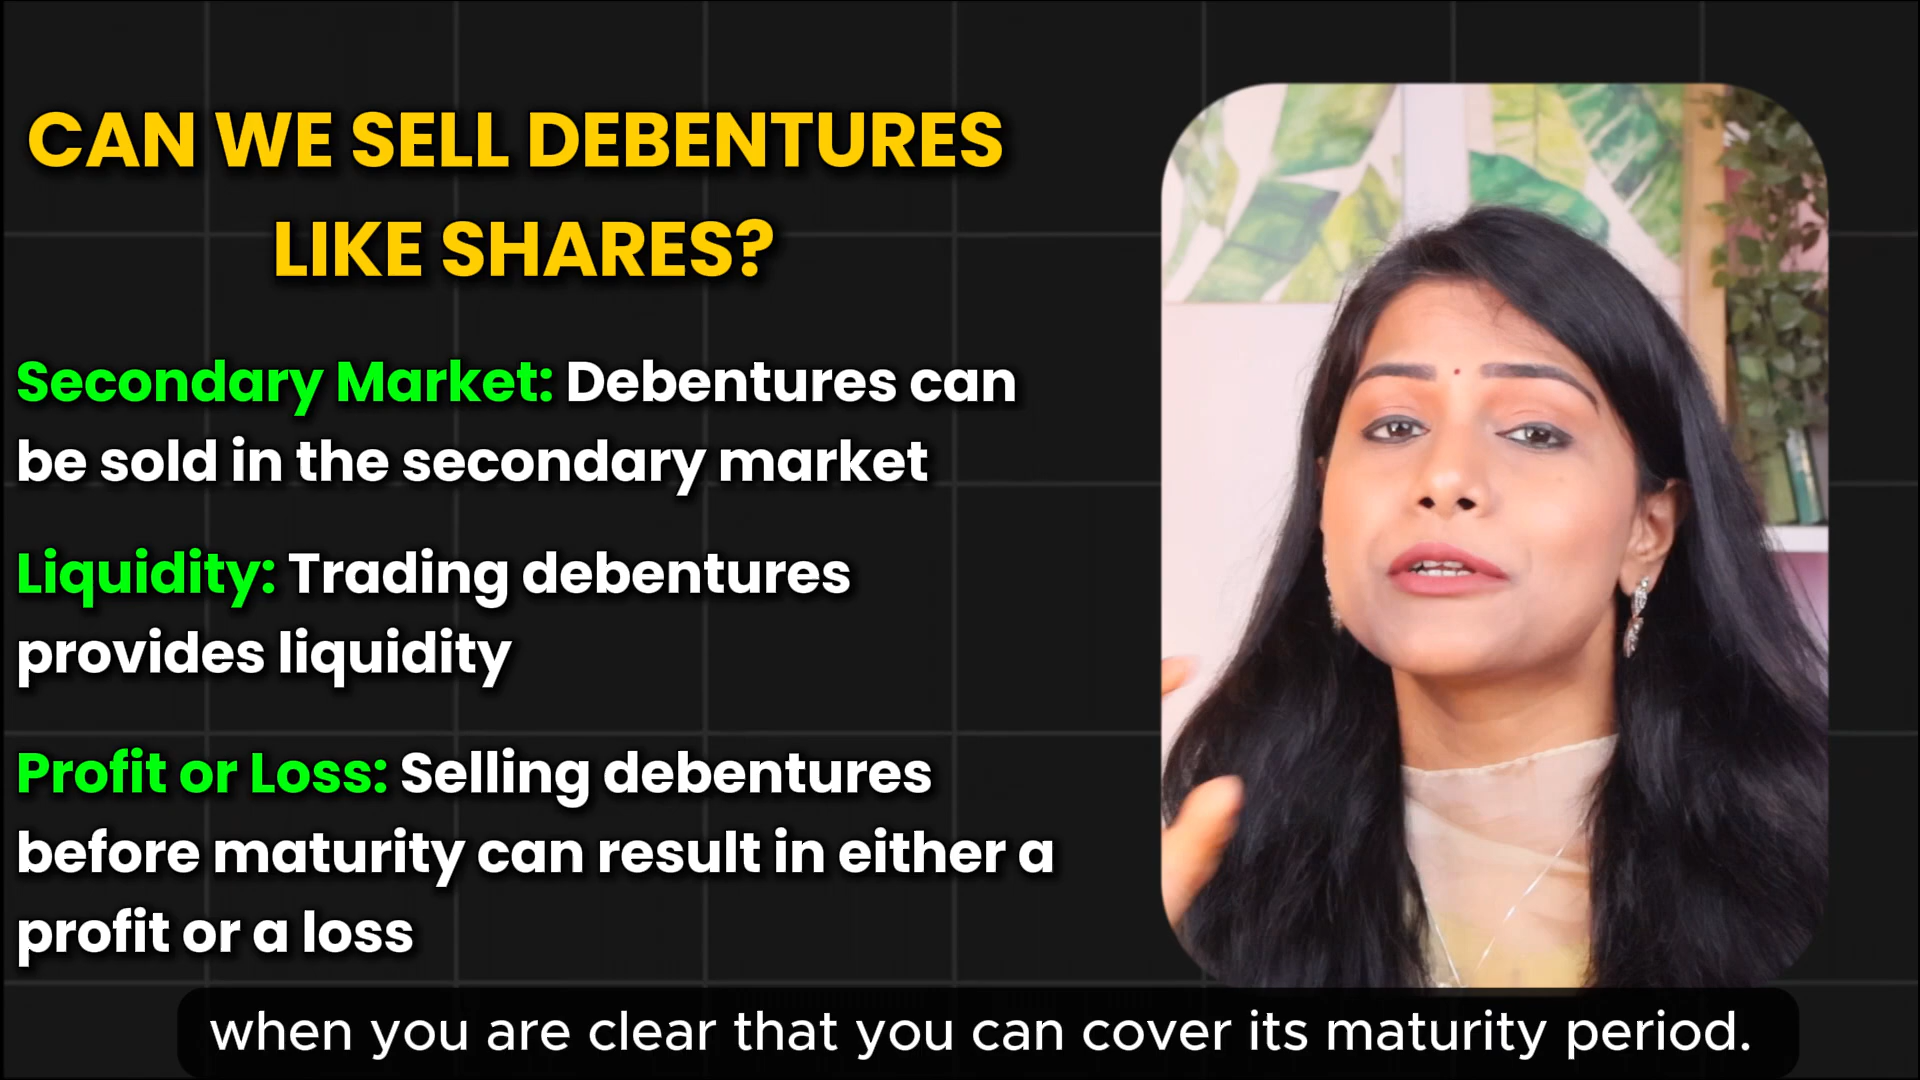 CAN WE SELL DEBENTURES
LIKE SHARES?
Secondary Market: Debentures can
be sold in the secondary market
Liquidity: Trading debentures
provides liquidity
Profit or Loss: Selling debentures
before maturity can result in either a
profit or a loss
when you are clear that you can cover its maturity period.